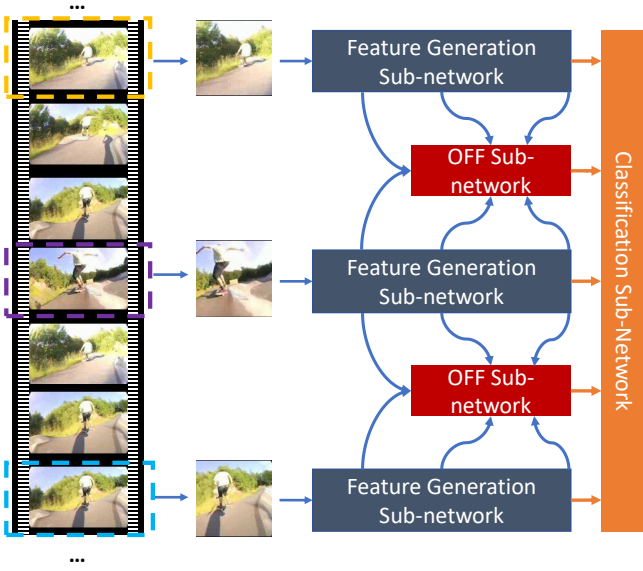 ...
Feature Generation
Sub-network
OFF Sub-
network
Feature Generation
Sub-network
OFF Sub-
network
Feature Generation
Sub-network
Classification Sub-Network
...